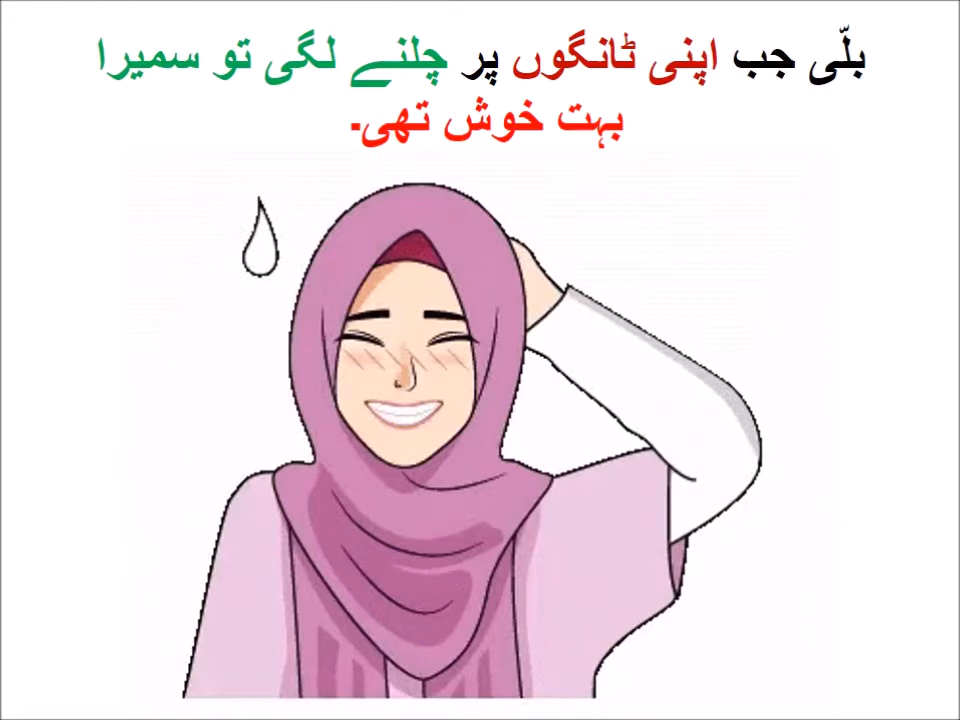 بلّی جب اپنی ٹانگوں پر چلنے لگی تو سمیرا
بہت خوش تھی۔